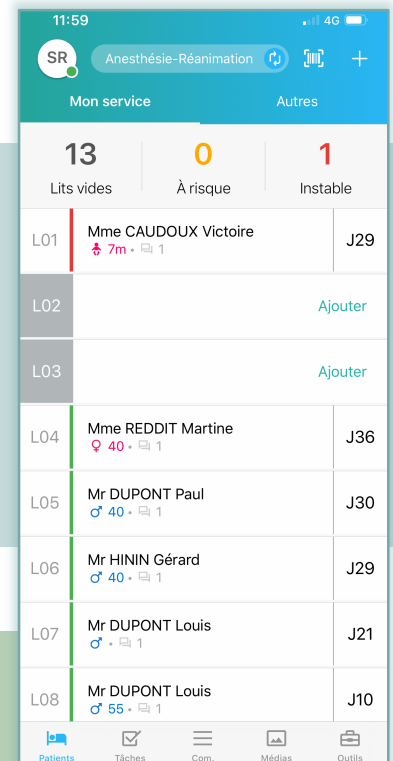 11:59 4G
SR Anesthésie-Réanimation
Mon service Autres
13 0 1
Lits vides À risque Instable
L01 Mme CAUDOUX Victoire J29
7m • 1
L02 Ajouter
L03 Ajouter
L04 Mme REDDIT Martine J36
40 • 1
L05 Mr DUPONT Paul J30
40 • 1
L06 Mr HININ Gérard J29
40 • 1
L07 Mr DUPONT Louis J21
• 1
L08 Mr DUPONT Louis J10
55 • 1
Patients Tâches Com. Médias Outils